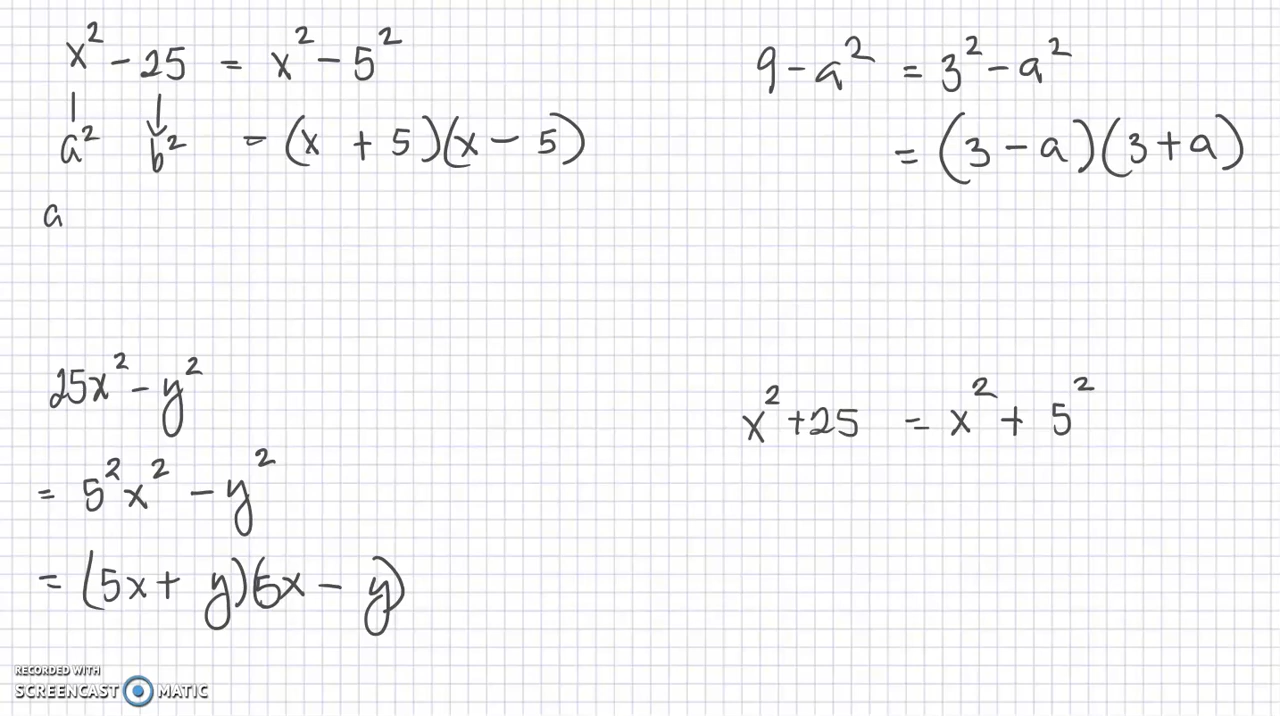 x² - 25 = x² - 5²
a² b² = (x + 5)(x - 5)
a
9 - a² = 3² - a²
= (3 - a)(3 + a)
25x² - y²
= 5²x² - y²
= (5x + y)(5x - y)
x² + 25 = x² + 5²
RECORDED WITH
SCREENCAST MATIC